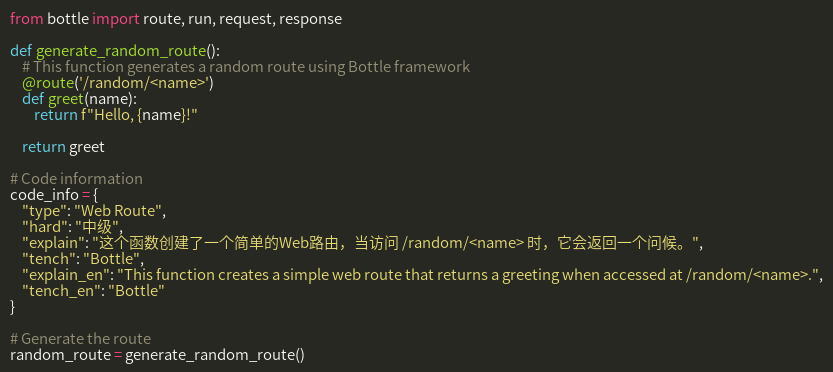 from bottle import route, run, request, response

def generate_random_route():
    # This function generates a random route using Bottle framework
    @route('/random/<name>')
    def greet(name):
        return f"Hello, {name}!"

    return greet

# Code information
code_info = {
    "type": "Web Route",
    "hard": "中级",
    "explain": "这个函数创建了一个简单的Web路由，当访问 /random/<name> 时，它会返回一个问候。",
    "tench": "Bottle",
    "explain_en": "This function creates a simple web route that returns a greeting when accessed at /random/<name>.",
    "tench_en": "Bottle"
}

# Generate the route
random_route = generate_random_route()